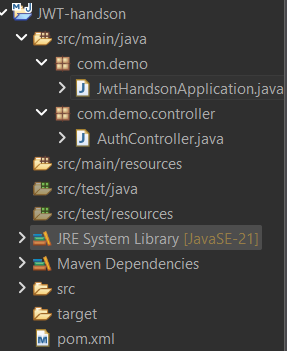 JWT-handson
src/main/java
com.demo
JwtHandsonApplication.java
com.demo.controller
AuthController.java
src/main/resources
src/test/java
src/test/resources
JRE System Library [JavaSE-21]
Maven Dependencies
src
target
pom.xml